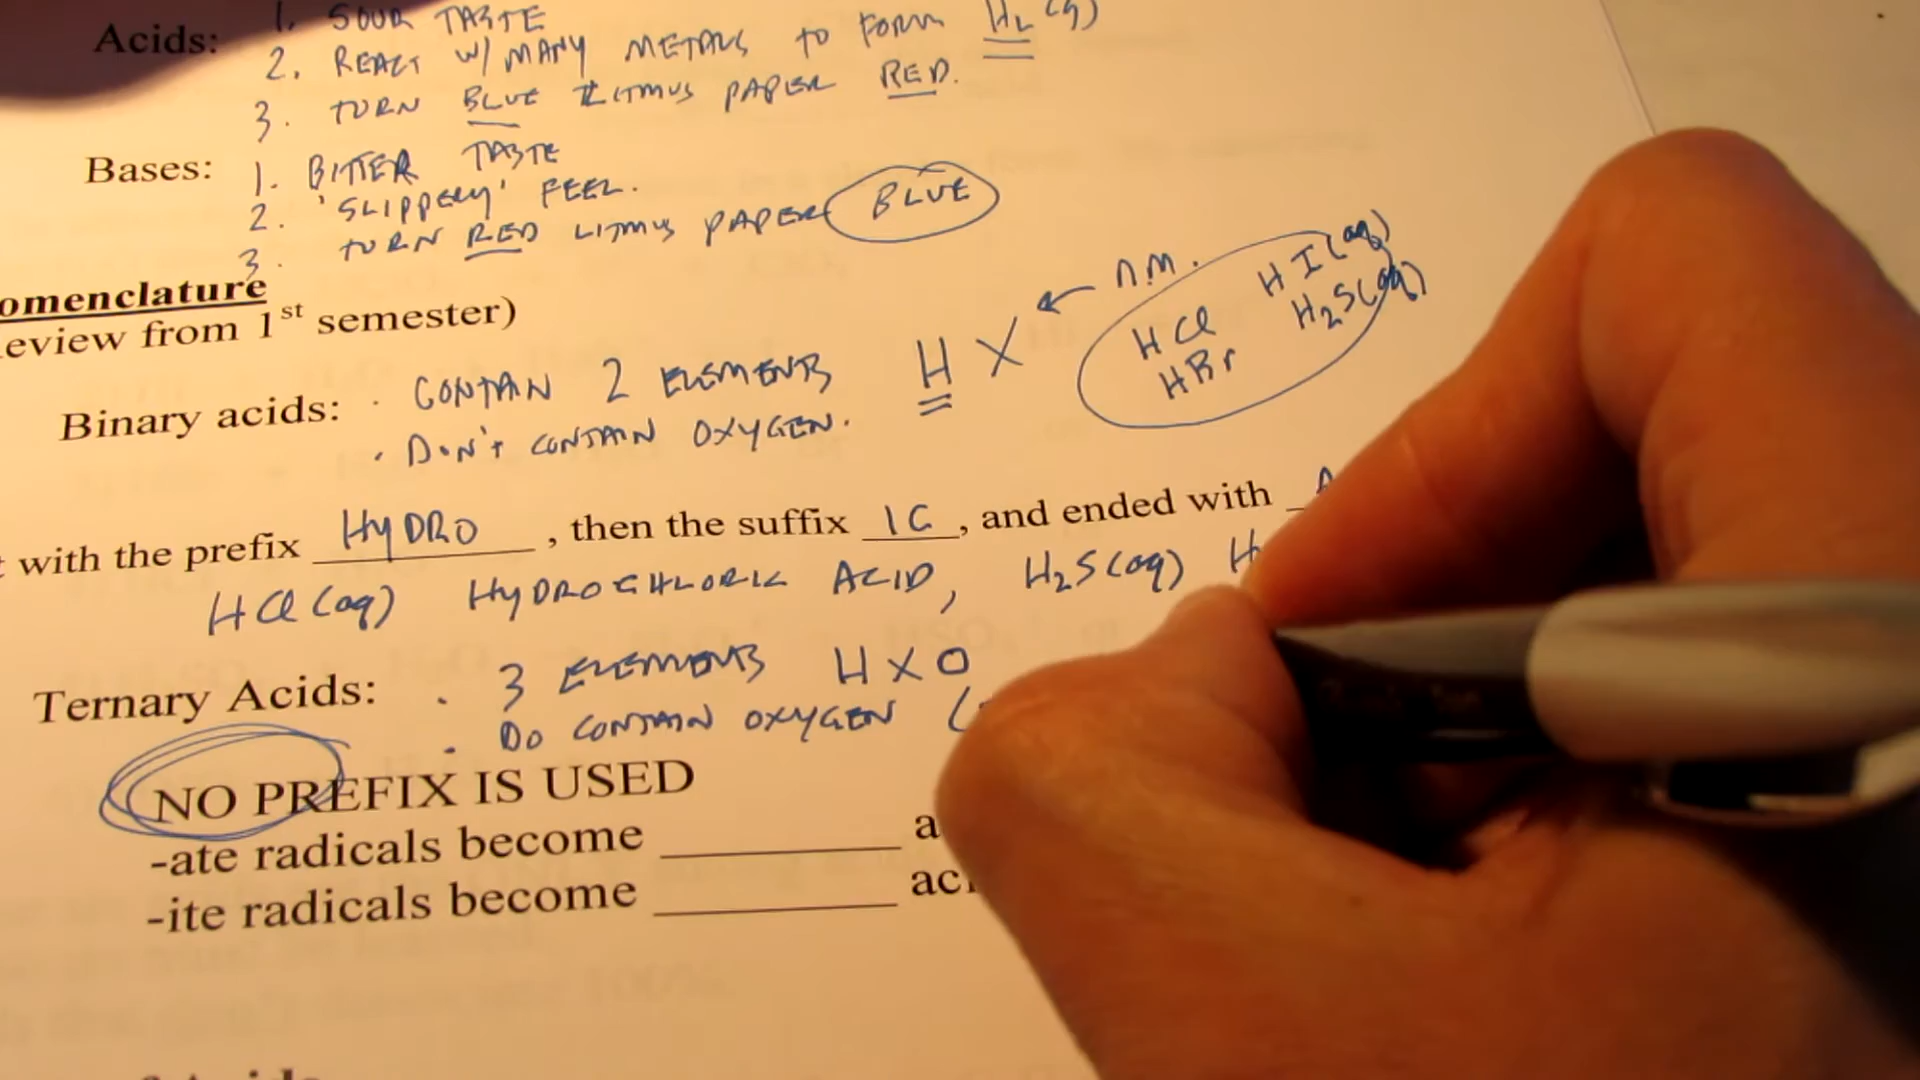 Acids: 1. SOUR TASTE
2. REACT W/ MANY METALS TO FORM H2 (g)
3. TURN BLUE LITMUS PAPER RED.
Bases: 1. BITTER TASTE
2. 'SLIPPERY' FEEL.
3. TURN RED LITMUS PAPER BLUE
omenclature
eview from 1st semester)
H X ← n.m.
HCl HI(aq)
HBr H2S(aq)
Binary acids: · CONTAIN 2 ELEMENTS
· DON'T CONTAIN OXYGEN.
with the prefix HYDRO, then the suffix IC, and ended with
HCl(aq) HYDROCHLORIC ACID, H2S(aq) H
Ternary Acids: · 3 ELEMENTS HXO
· DO CONTAIN OXYGEN (
NO PREFIX IS USED
-ate radicals become ________ a
-ite radicals become ________ ac